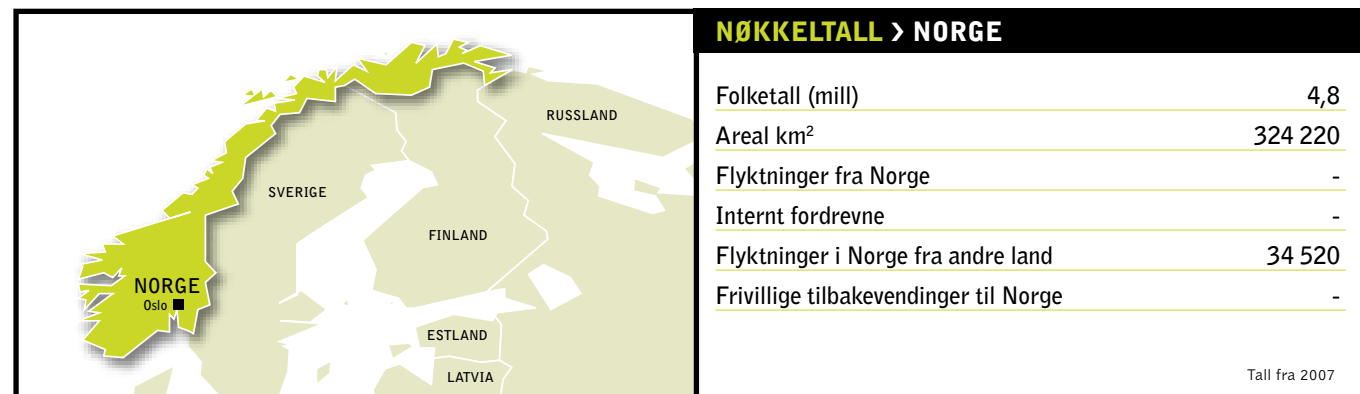 NØKKELTALL › NORGE
RUSSLAND
SVERIGE
FINLAND
NORGE
Oslo
ESTLAND
LATVIA
Folketall (mill) 4,8
Areal km² 324 220
Flyktninger fra Norge -
Internt fordrevne -
Flyktninger i Norge fra andre land 34 520
Frivillige tilbakevendinger til Norge -
Tall fra 2007